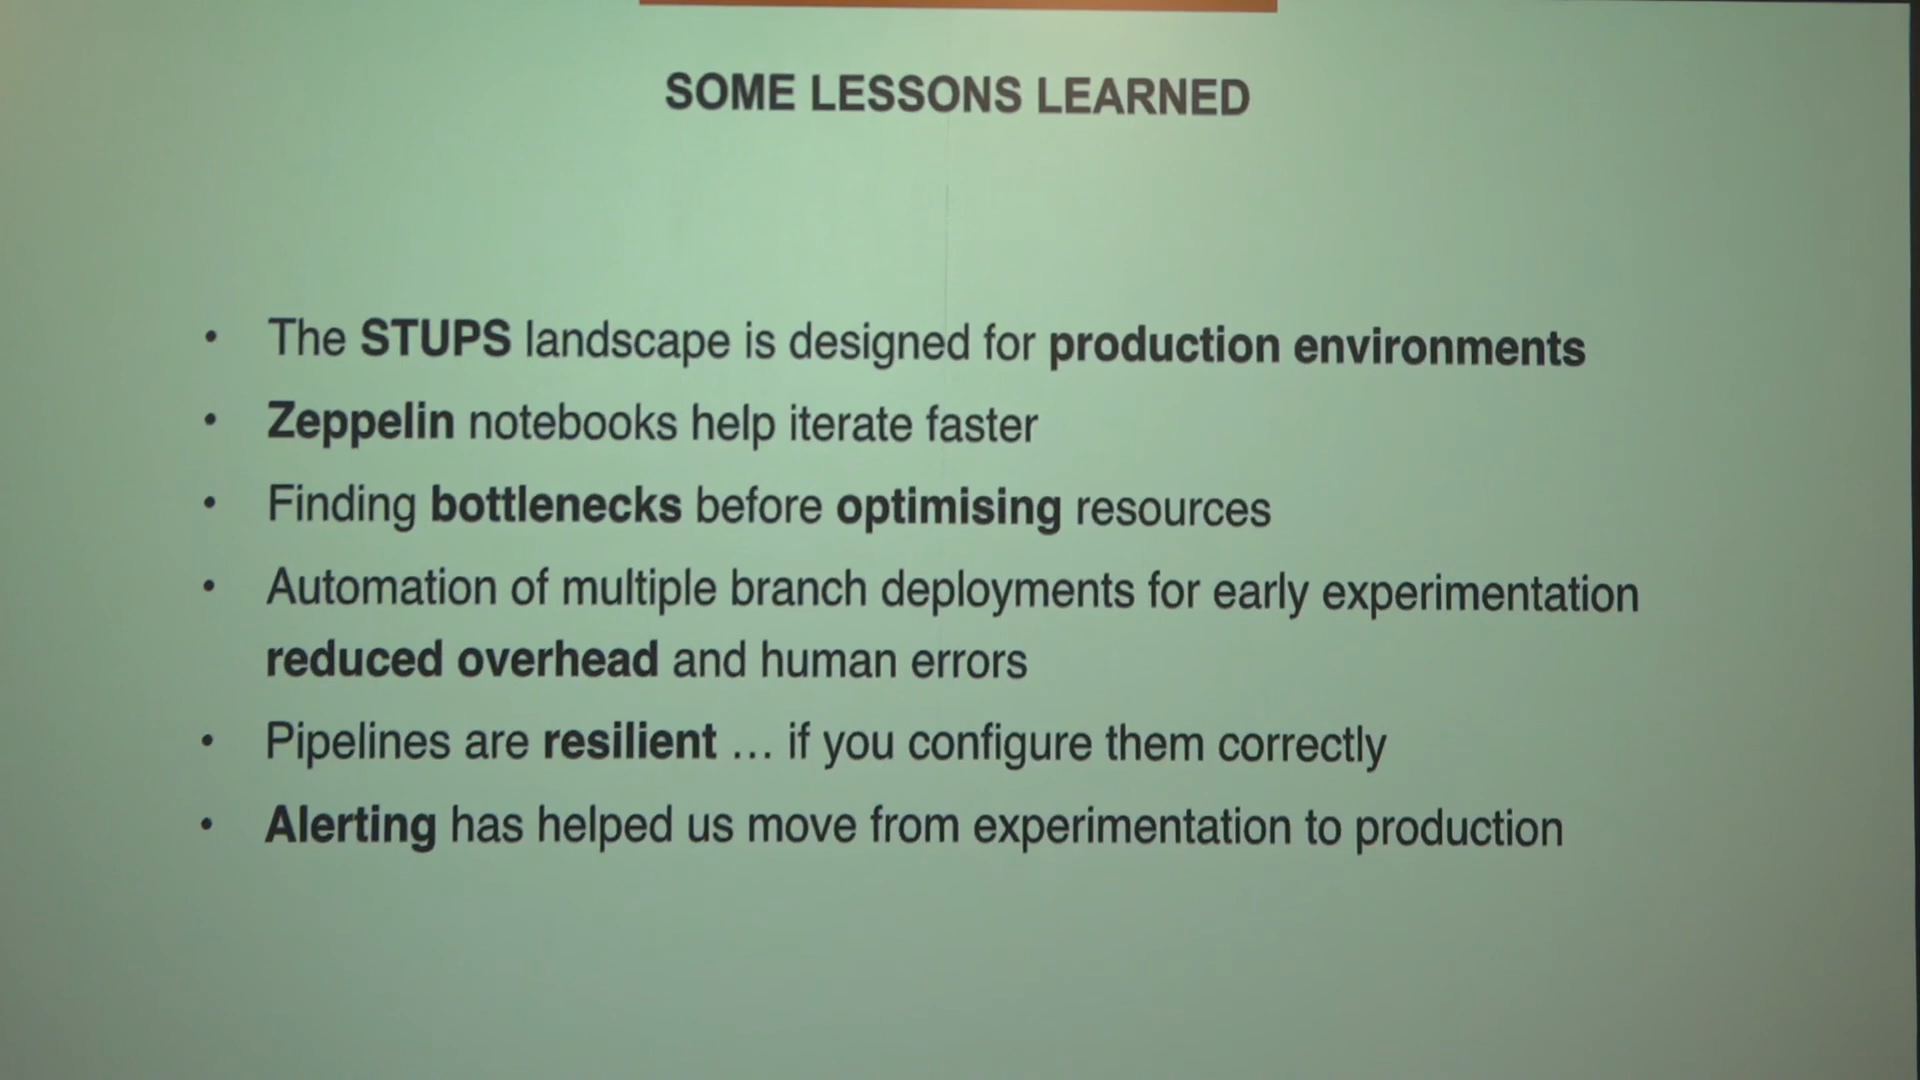 SOME LESSONS LEARNED
• The STUPS landscape is designed for production environments
• Zeppelin notebooks help iterate faster
• Finding bottlenecks before optimising resources
• Automation of multiple branch deployments for early experimentation
reduced overhead and human errors
• Pipelines are resilient … if you configure them correctly
• Alerting has helped us move from experimentation to production